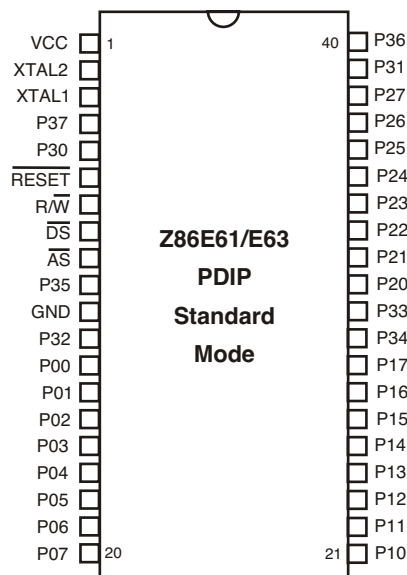 VCC 1 40 P36
XTAL2 P31
XTAL1 P27
P37 P26
P30 P25
RESET P24
R/W P23
DS P22
AS P21
P35 P20
GND P33
P32 P34
P00 P17
P01 P16
P02 P15
P03 P14
P04 P13
P05 P12
P06 P11
P07 20 21 P10
Z86E61/E63
PDIP
Standard
Mode